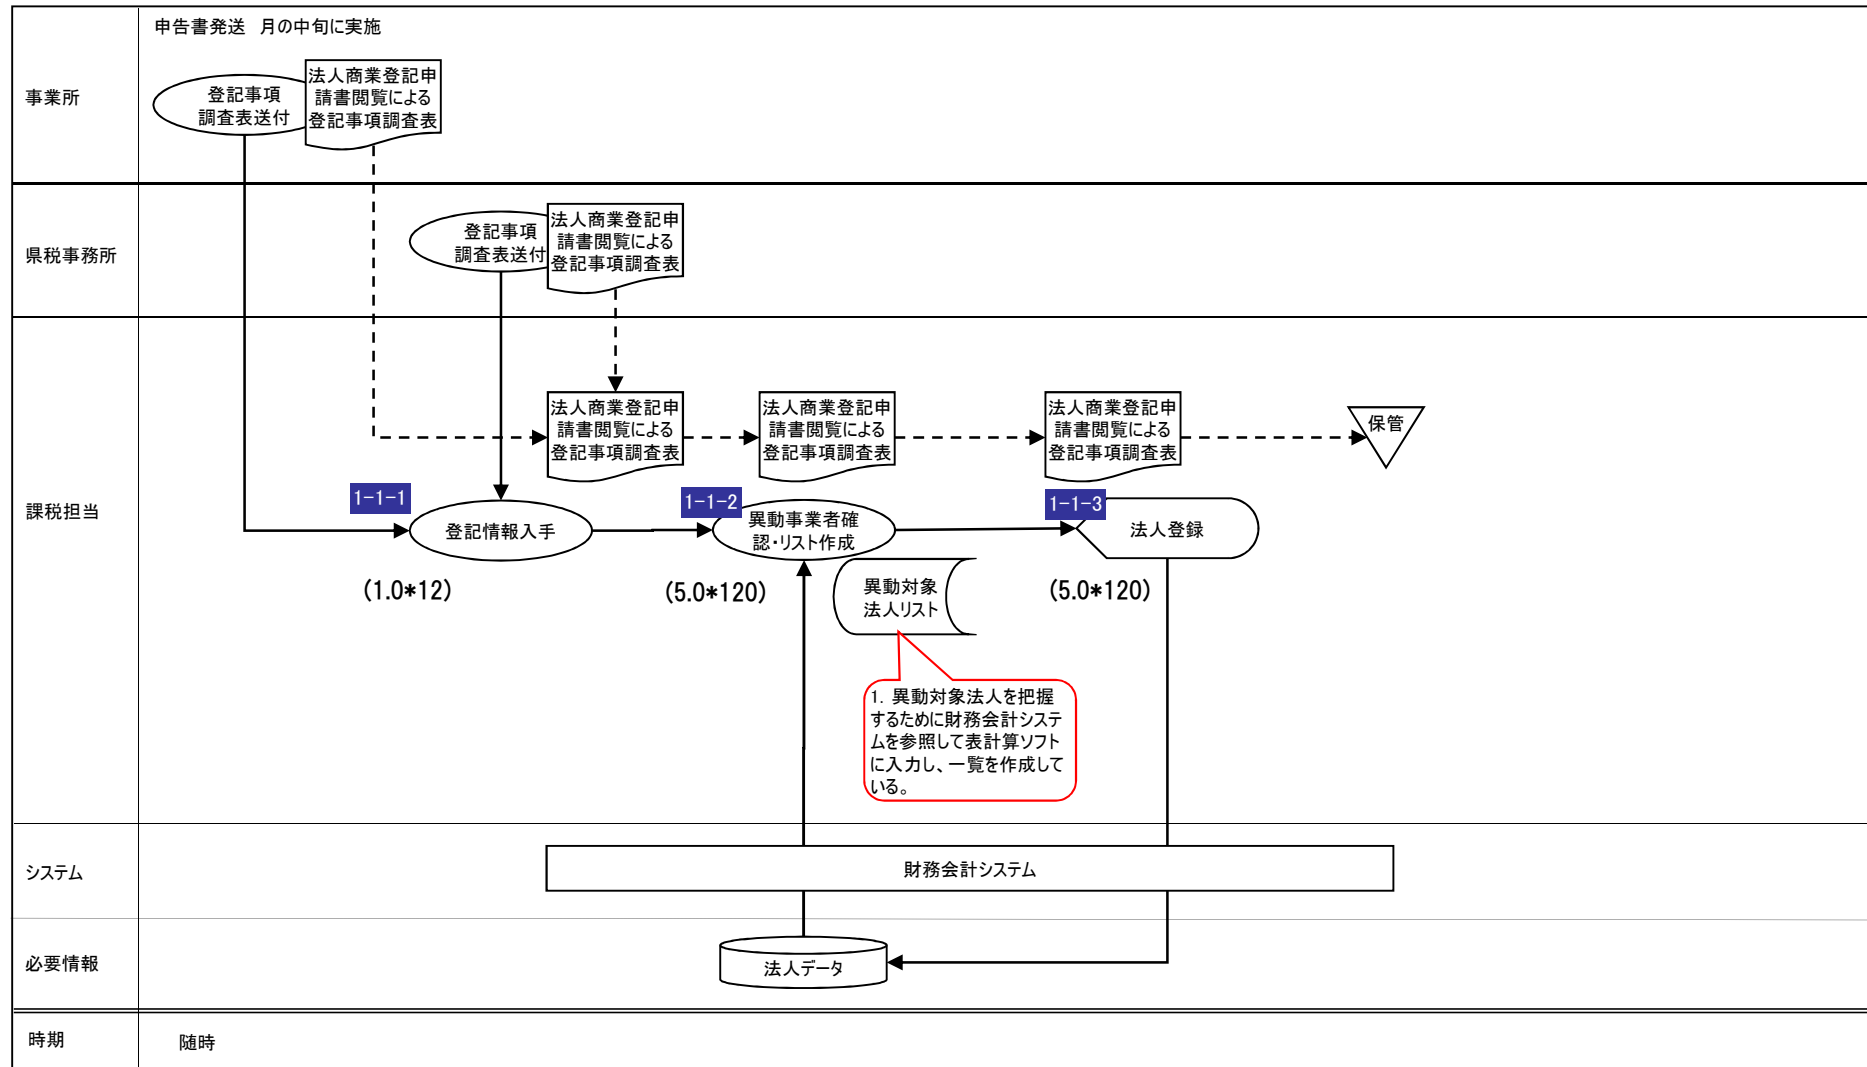 申告書発送 月の中旬に実施
事業所
登記事項
調査表送付
法人商業登記申
請書閲覧による
登記事項調査表
県税事務所
登記事項
調査表送付
法人商業登記申
請書閲覧による
登記事項調査表
課税担当
法人商業登記申
請書閲覧による
登記事項調査表
法人商業登記申
請書閲覧による
登記事項調査表
法人商業登記申
請書閲覧による
登記事項調査表
保管
1-1-1
登記情報入手
(1.0*12)
1-1-2
異動事業者確
認・リスト作成
(5.0*120)
異動対象
法人リスト
1-1-3
法人登録
(5.0*120)
1. 異動対象法人を把握
するために財務会計システ
ムを参照して表計算ソフト
に入力し、一覧を作成して
いる。
システム
財務会計システム
必要情報
法人データ
時期
随時